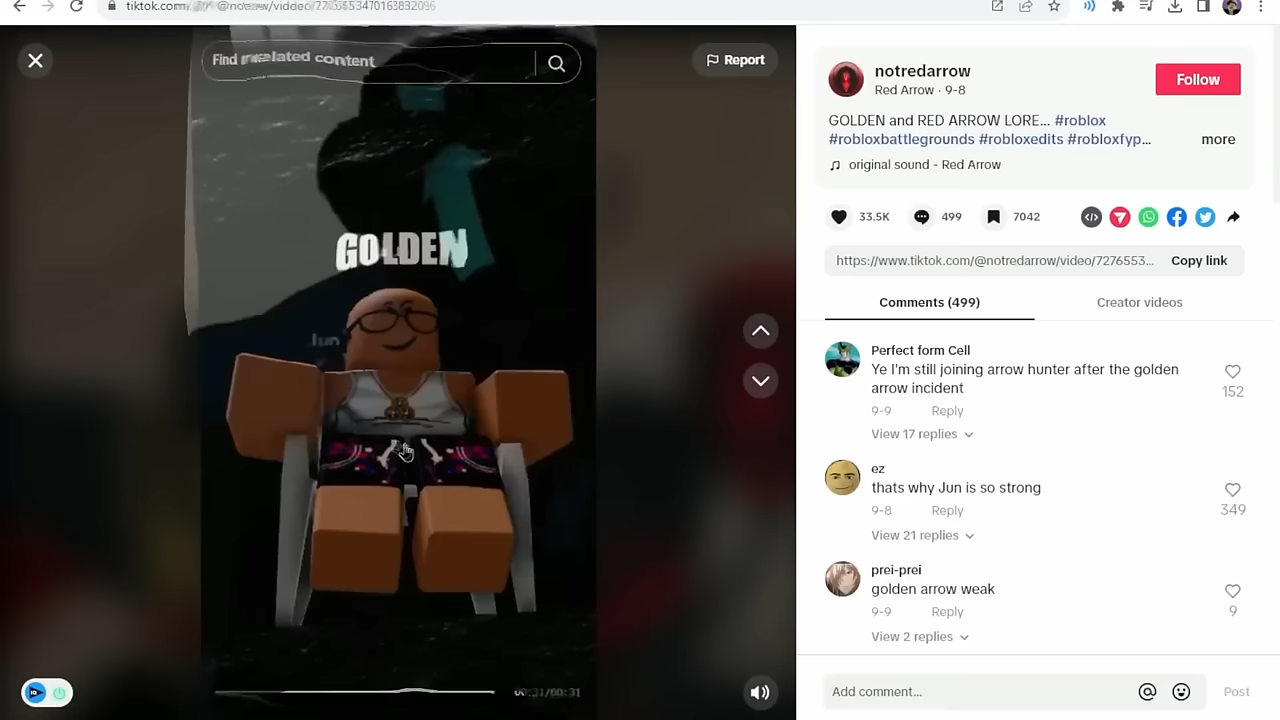 Find related content
Report
GOLDEN
Jun
00:31/00:31
notredarrow
Red Arrow · 9-8
Follow
GOLDEN and RED ARROW LORE... #roblox
#robloxbattlegrounds #robloxedits #robloxfyp...
more
original sound - Red Arrow
33.5K
499
7042
https://www.tiktok.com/@notredarrow/video/7276553...
Copy link
Comments (499)
Creator videos
Perfect form Cell
Ye I'm still joining arrow hunter after the golden
arrow incident
152
9-9 Reply
View 17 replies
ez
thats why Jun is so strong
349
9-8 Reply
View 21 replies
prei-prei
golden arrow weak
9
9-9 Reply
View 2 replies
Add comment...
Post